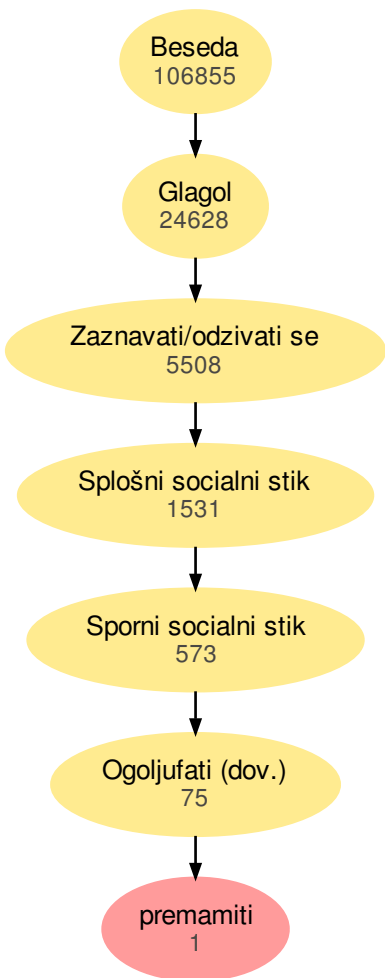 Beseda
106855
Glagol
24628
Zaznavati/odzivati se
5508
Splošni socialni stik
1531
Sporni socialni stik
573
Ogoljufati (dov.)
75
premamiti
1